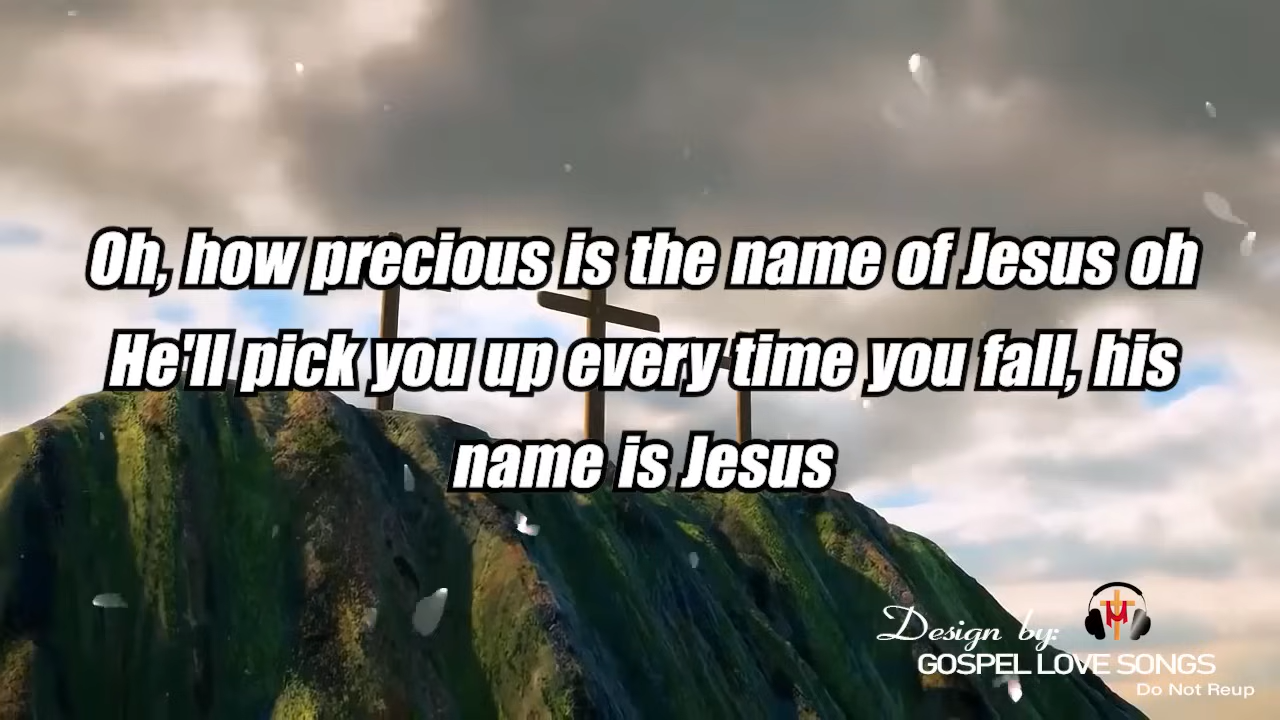 Oh, how precious is the name of Jesus oh
He'll pick you up every time you fall, his
name is Jesus
Design by:
GOSPEL LOVE SONGS
Do Not Reup